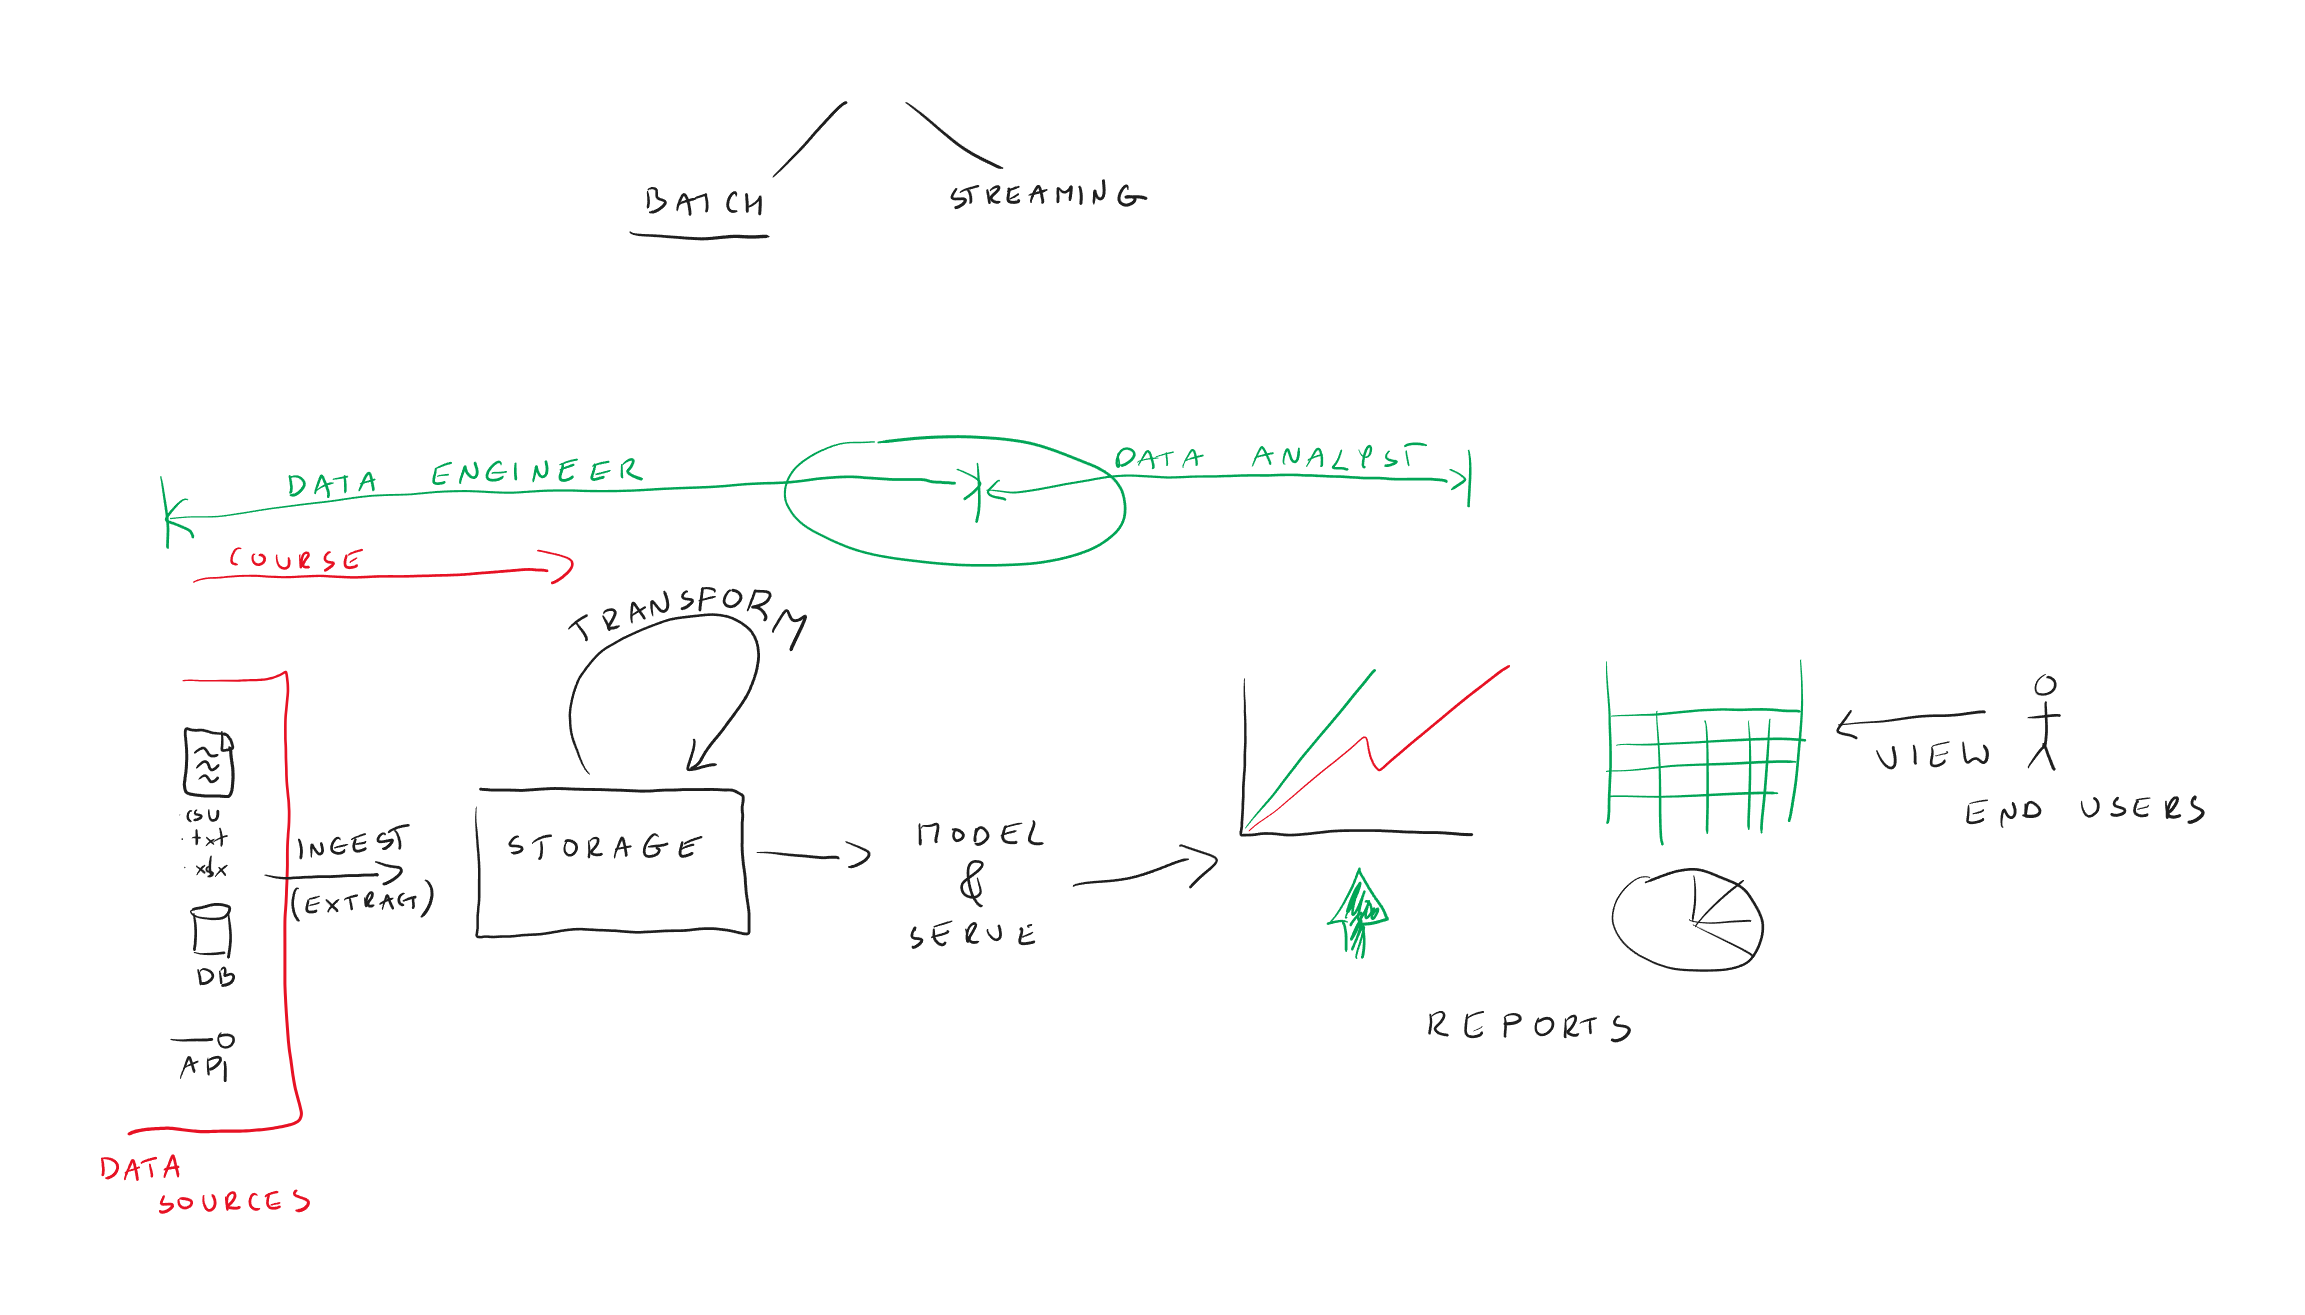 BATCH
STREAMING
DATA ENGINEER
DATA ANALYST
COURSE
TRANSFORM
csv
txt
xlsx
DB
API
DATA
SOURCES
INGEST
(EXTRACT)
STORAGE
MODEL
&
SERVE
REPORTS
VIEW
END USERS